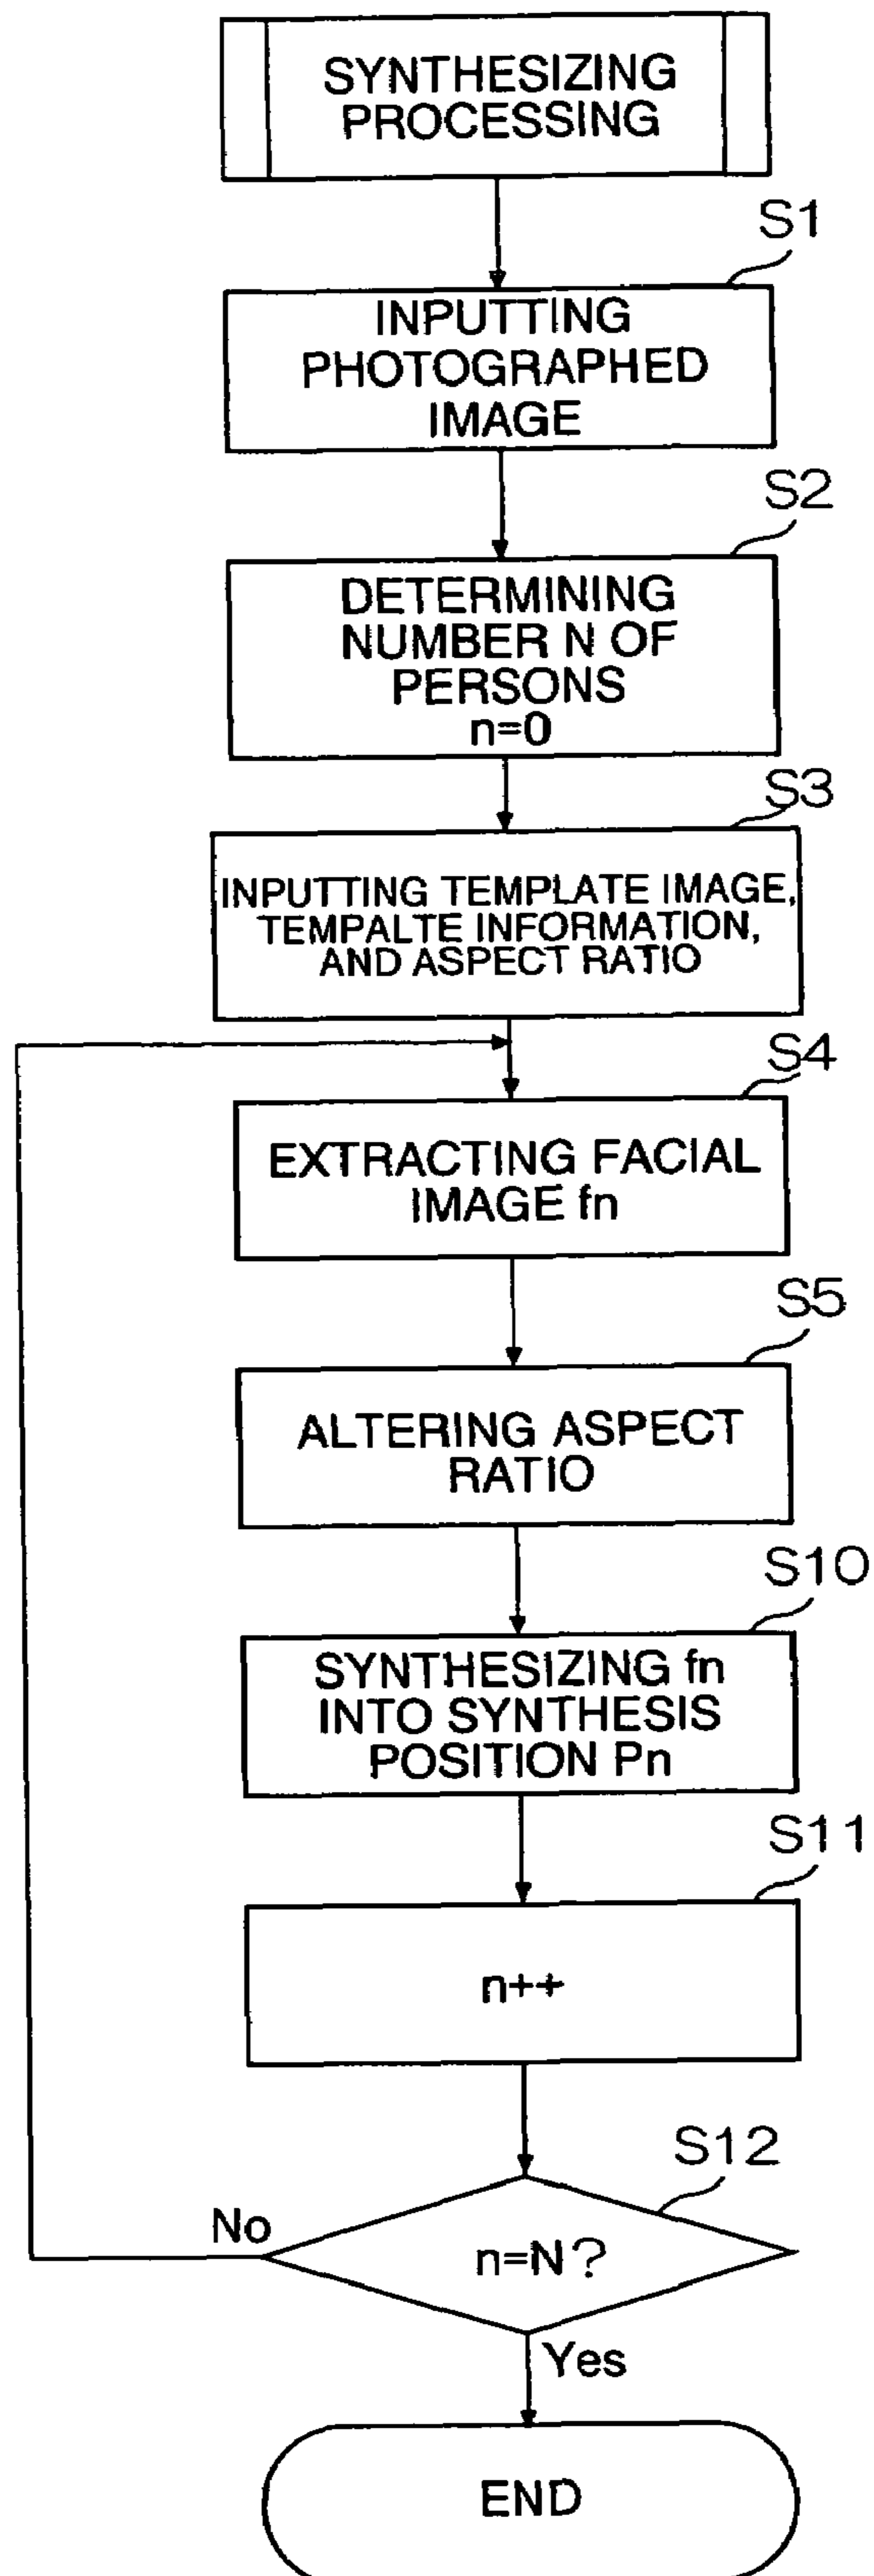 SYNTHESIZING
PROCESSING
S1
INPUTTING
PHOTOGRAPHED
IMAGE
S2
DETERMINING
NUMBER N OF
PERSONS
n=0
S3
INPUTTING TEMPLATE IMAGE,
TEMPALTE INFORMATION,
AND ASPECT RATIO
S4
EXTRACTING FACIAL
IMAGE fn
S5
ALTERING ASPECT
RATIO
S10
SYNTHESIZING fn
INTO SYNTHESIS
POSITION Pn
S11
n++
S12
No
n=N?
Yes
END